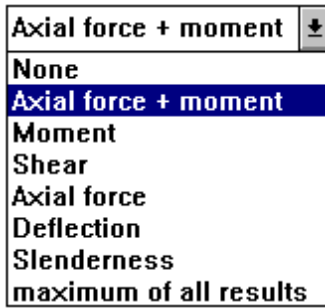 Axial force + moment
None
Axial force + moment
Moment
Shear
Axial force
Deflection
Slenderness
maximum of all results